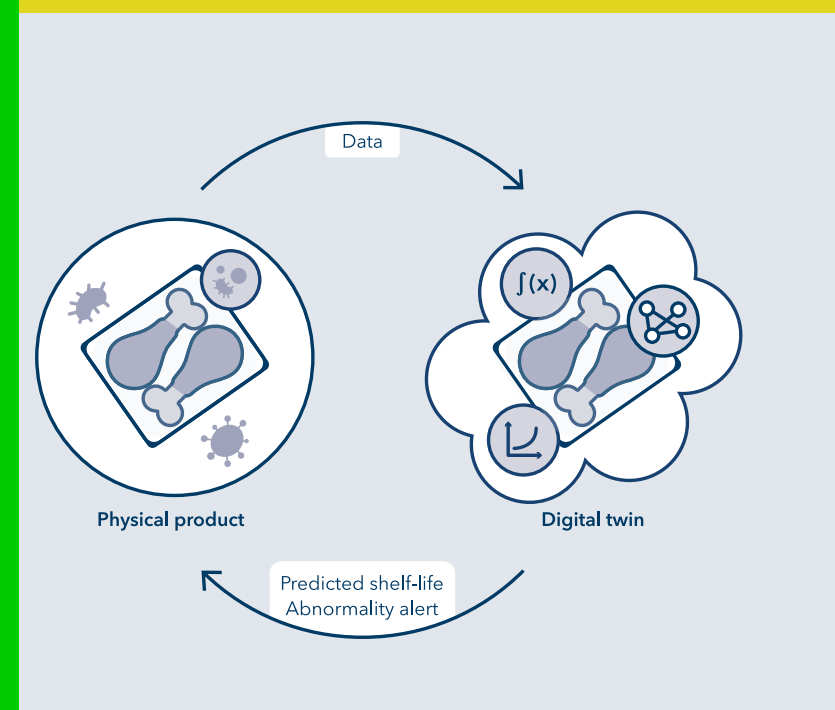 Data
∫(x)
Physical product
Digital twin
Predicted shelf-life
Abnormality alert